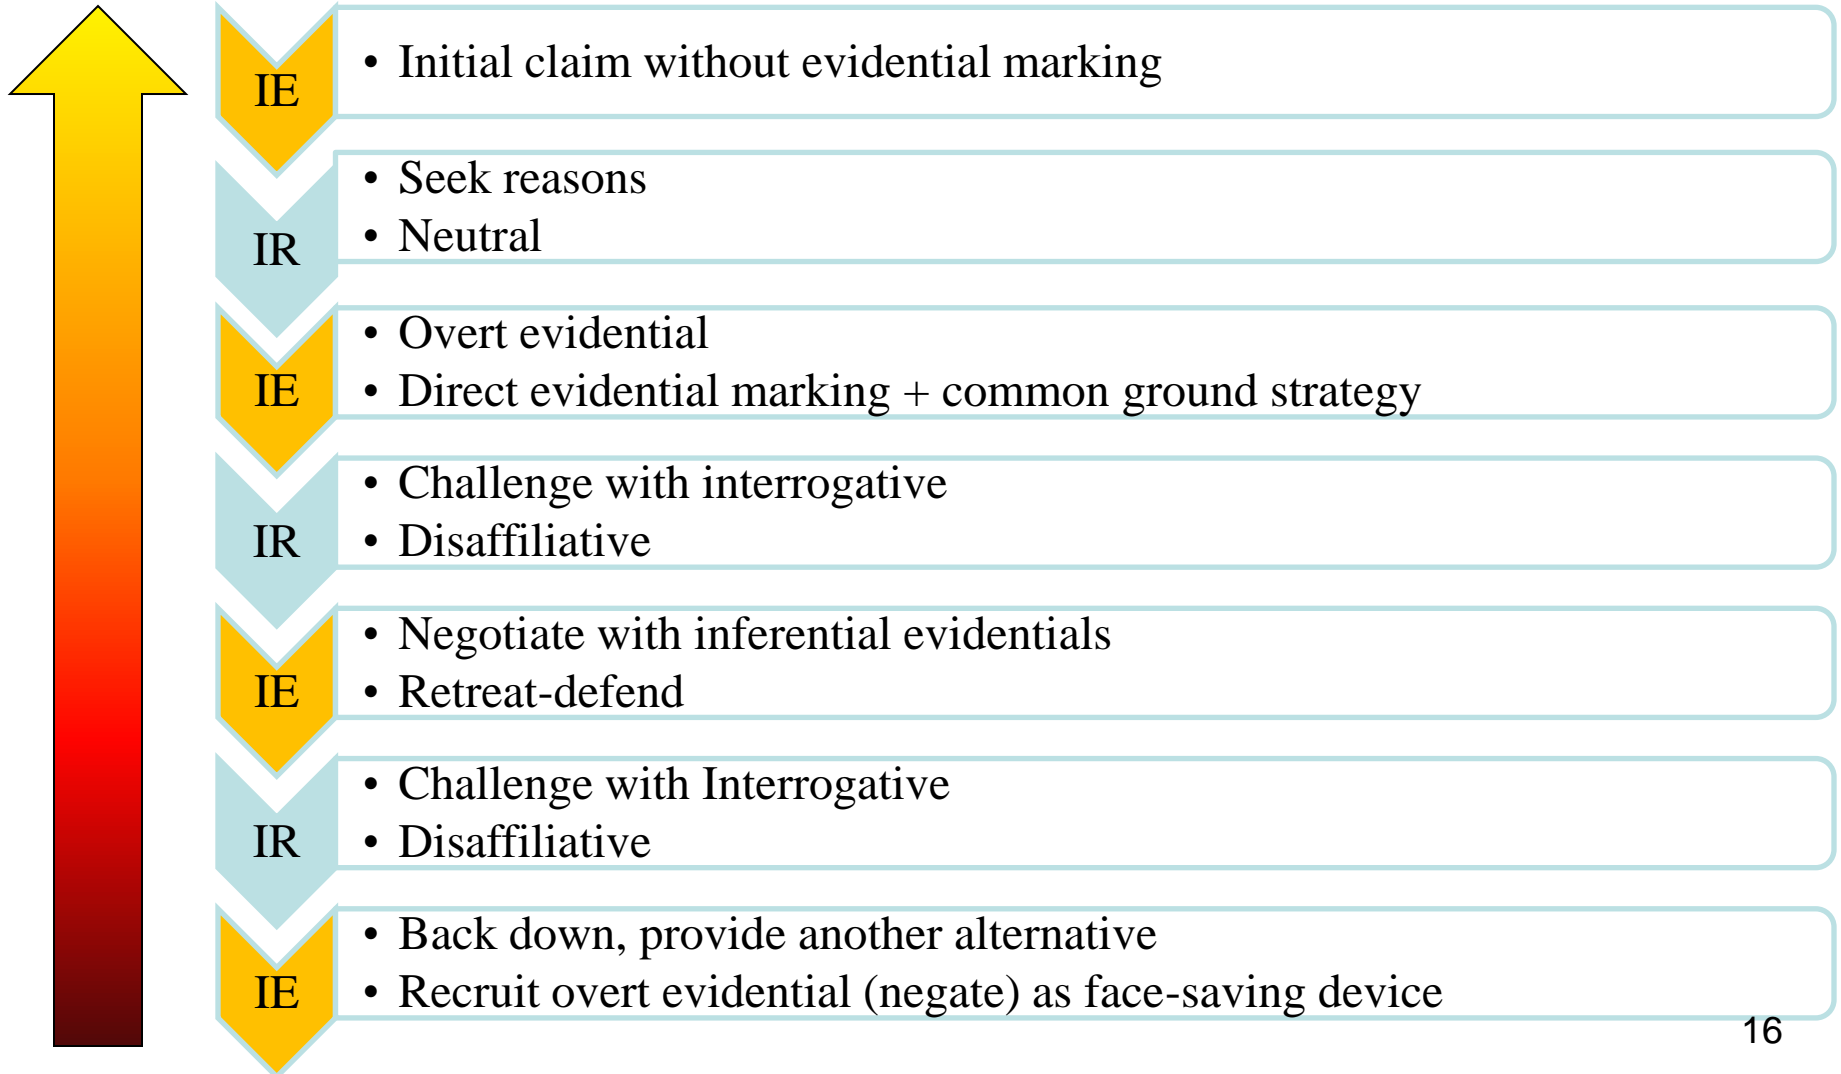 IE
• Initial claim without evidential marking
IR
• Seek reasons
• Neutral
IE
• Overt evidential
• Direct evidential marking + common ground strategy
IR
• Challenge with interrogative
• Disaffiliative
IE
• Negotiate with inferential evidentials
• Retreat-defend
IR
• Challenge with Interrogative
• Disaffiliative
IE
• Back down, provide another alternative
• Recruit overt evidential (negate) as face-saving device
16